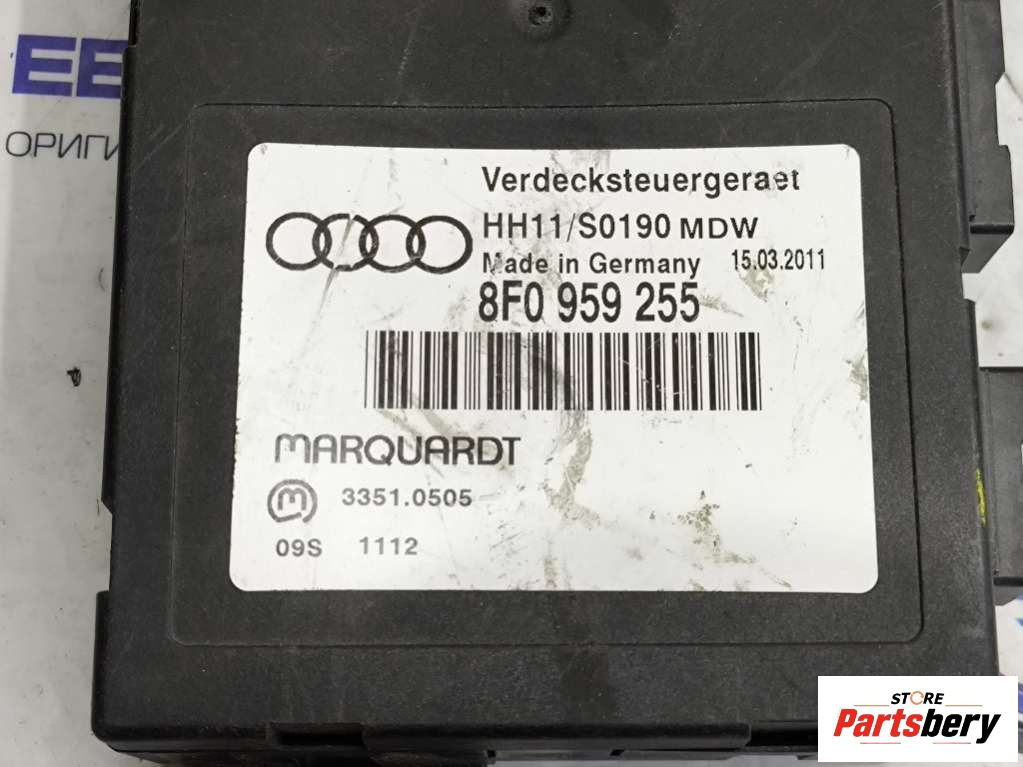 ОРИГИ
Verdecksteuergeraet
HH11/S0190 MDW
Made in Germany 15.03.2011
8F0 959 255
MARQUARDT
m 3351.0505
09S 1112
STORE
Partsbery